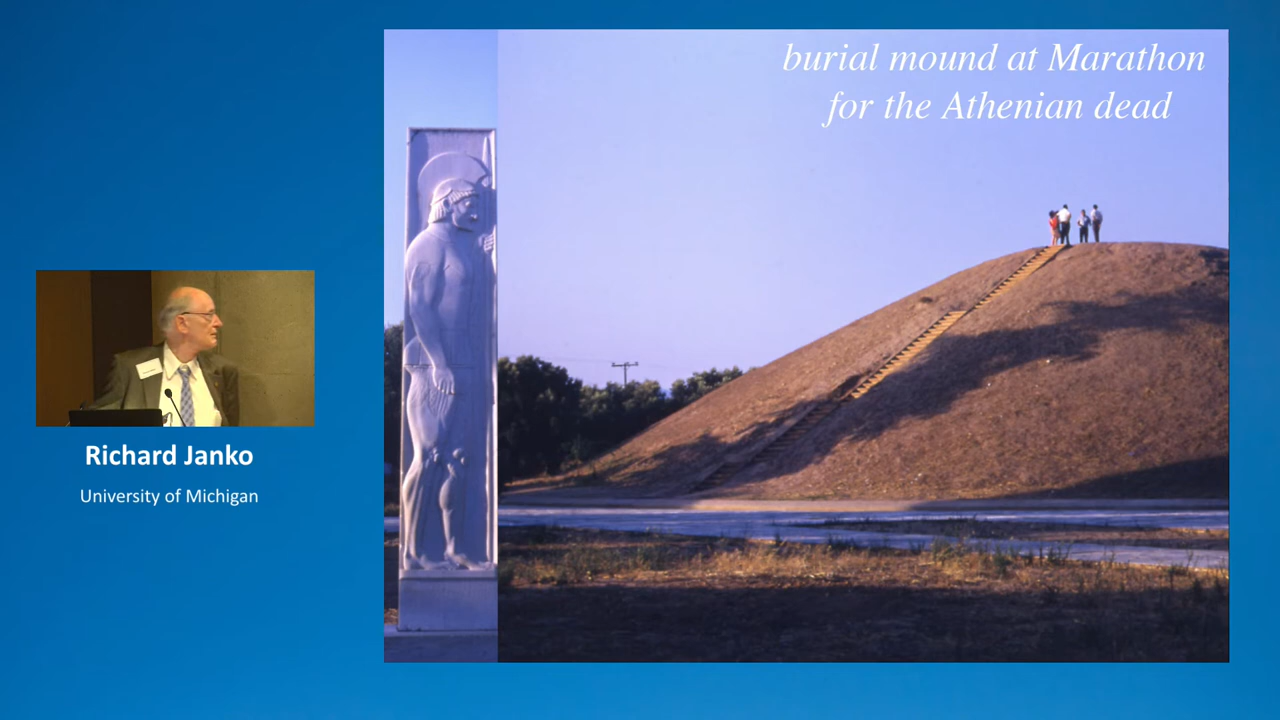 burial mound at Marathon
for the Athenian dead
Richard Janko
University of Michigan